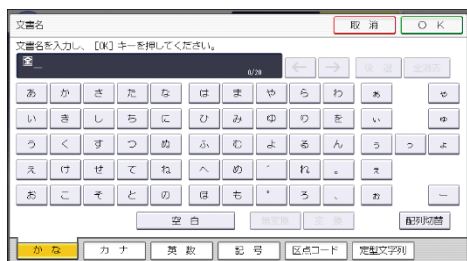 文書名
取 消
O K
文書名を入力し、[OK] キーを押してください。
全_
0/20
← →
後 退
全消去
あ か さ た な は ま や ら わ ぁ ゃ
い き し ち に ひ み ゆ り を ぃ ゅ
う く す つ ぬ ふ む よ る ん ぅ っ ょ
え け せ て ね へ め ゛ れ 。 ぇ
お こ そ と の ほ も ゜ ろ 、 ぉ ー
空 白
無変換
変 換
配列切替
か な
カ ナ
英 数
記 号
区点コード
定型文字列